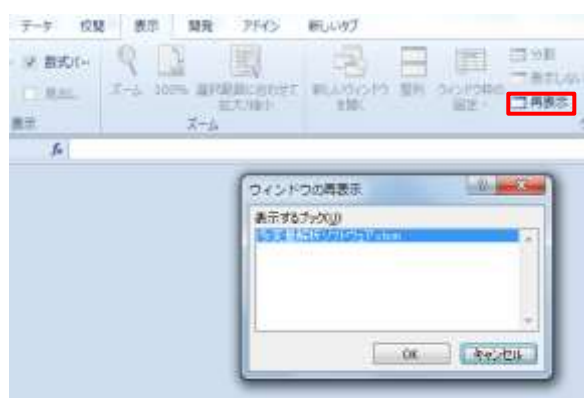 データ 校閲 表示 開発 アドイン 新しいタブ
数式バー
ズーム 100% 選択範囲に合わせて 拡大/縮小
新しいウィンドウを開く 整列 ウィンドウ枠の固定
分割
表示しない
再表示
表示
ズーム
fx
ウィンドウの再表示
表示するブック(U)
OK キャンセル